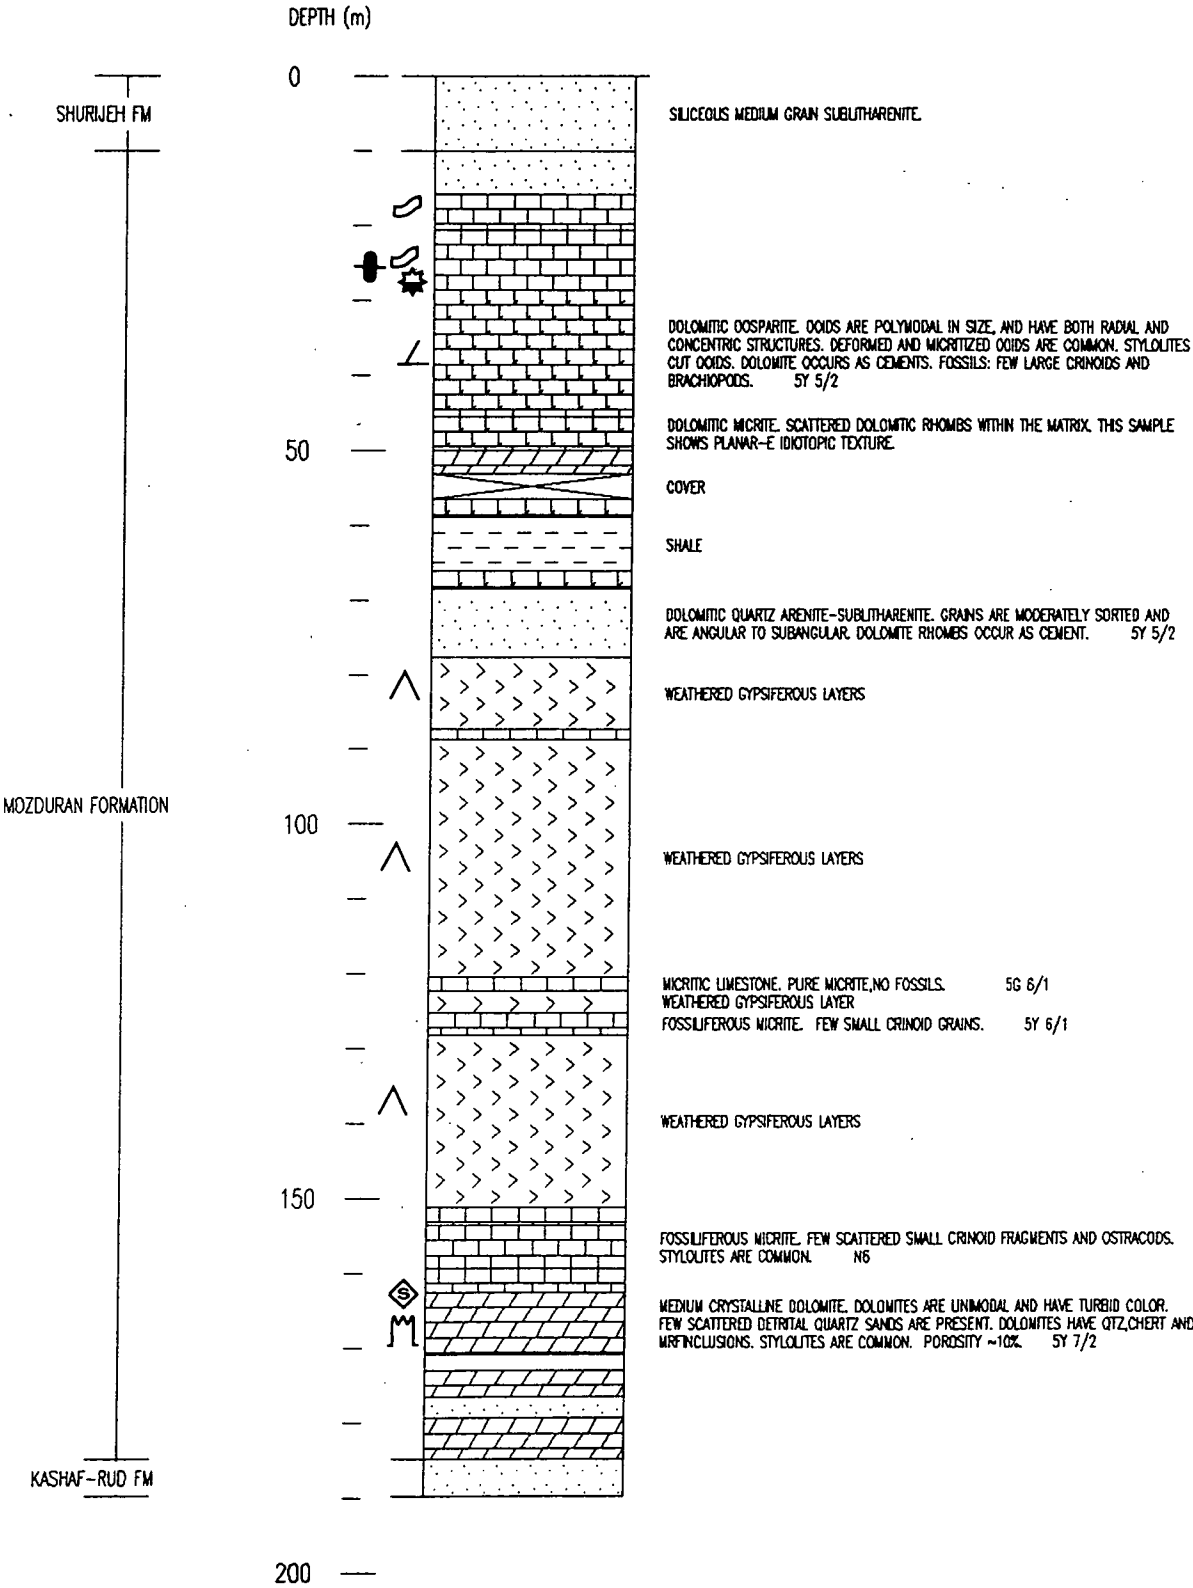 DEPTH (m)
0
SHURIJEH FM
SILICEOUS MEDIUM GRAIN SUBLITHARENITE.
DOLOMITIC OOSPARITE. OOIDS ARE POLYMODAL IN SIZE, AND HAVE BOTH RADIAL AND
CONCENTRIC STRUCTURES. DEFORMED AND MICRITIZED OOIDS ARE COMMON. STYLOLITES
CUT OOIDS. DOLOMITE OCCURS AS CEMENTS. FOSSILS: FEW LARGE CRINOIDS AND
BRACHIOPODS. 5Y 5/2
DOLOMITIC MICRITE. SCATTERED DOLOMITIC RHOMBS WITHIN THE MATRIX. THIS SAMPLE
SHOWS PLANAR-E IDIOTOPIC TEXTURE.
50
COVER
SHALE
DOLOMITIC QUARTZ ARENITE-SUBLITHARENITE. GRAINS ARE MODERATELY SORTED AND
ARE ANGULAR TO SUBANGULAR. DOLOMITE RHOMBS OCCUR AS CEMENT. 5Y 5/2
WEATHERED GYPSIFEROUS LAYERS
MOZDURAN FORMATION
100
WEATHERED GYPSIFEROUS LAYERS
MICRITIC LIMESTONE. PURE MICRITE,NO FOSSILS. 5G 6/1
WEATHERED GYPSIFEROUS LAYER
FOSSILIFEROUS MICRITE. FEW SMALL CRINOID GRAINS. 5Y 6/1
WEATHERED GYPSIFEROUS LAYERS
150
FOSSILIFEROUS MICRITE. FEW SCATTERED SMALL CRINOID FRAGMENTS AND OSTRACODS.
STYLOLITES ARE COMMON. N6
S
MEDIUM CRYSTALLINE DOLOMITE. DOLOMITES ARE UNIMODAL AND HAVE TURBID COLOR.
FEW SCATTERED DETRITAL QUARTZ SANDS ARE PRESENT. DOLOMITES HAVE QTZ,CHERT AND
MRF INCLUSIONS. STYLOLITES ARE COMMON. POROSITY ~10%. 5Y 7/2
KASHAF-RUD FM
200